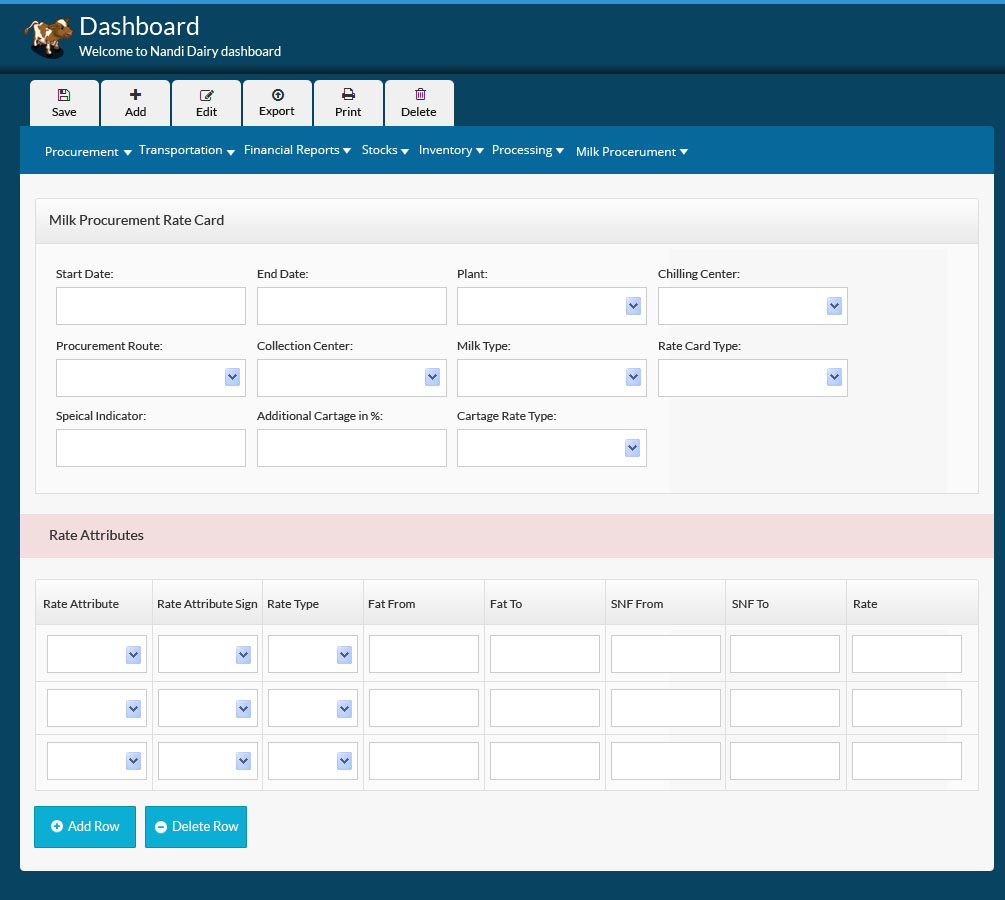 Dashboard
Welcome to Nandi Dairy dashboard
Save Add Edit Export Print Delete
Procurement Transportation Financial Reports Stocks Inventory Processing Milk Procerument
Milk Procurement Rate Card
Start Date: End Date: Plant: Chilling Center:
Procurement Route: Collection Center: Milk Type: Rate Card Type:
Speical Indicator: Additional Cartage in %: Cartage Rate Type:
Rate Attributes
Rate Attribute Rate Attribute Sign Rate Type Fat From Fat To SNF From SNF To Rate
Add Row Delete Row